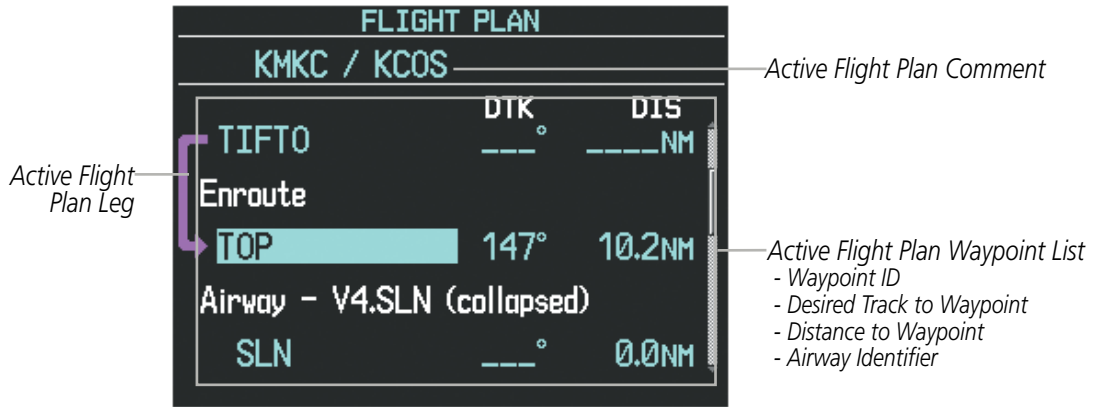 FLIGHT PLAN
KMKC / KCOS
Active Flight Plan Comment
DTK DIS
TIFTO ___° ____NM
Active Flight
Plan Leg
Enroute
TOP 147° 10.2NM
Active Flight Plan Waypoint List
- Waypoint ID
- Desired Track to Waypoint
- Distance to Waypoint
- Airway Identifier
Airway - V4.SLN (collapsed)
SLN ___° 0.0NM